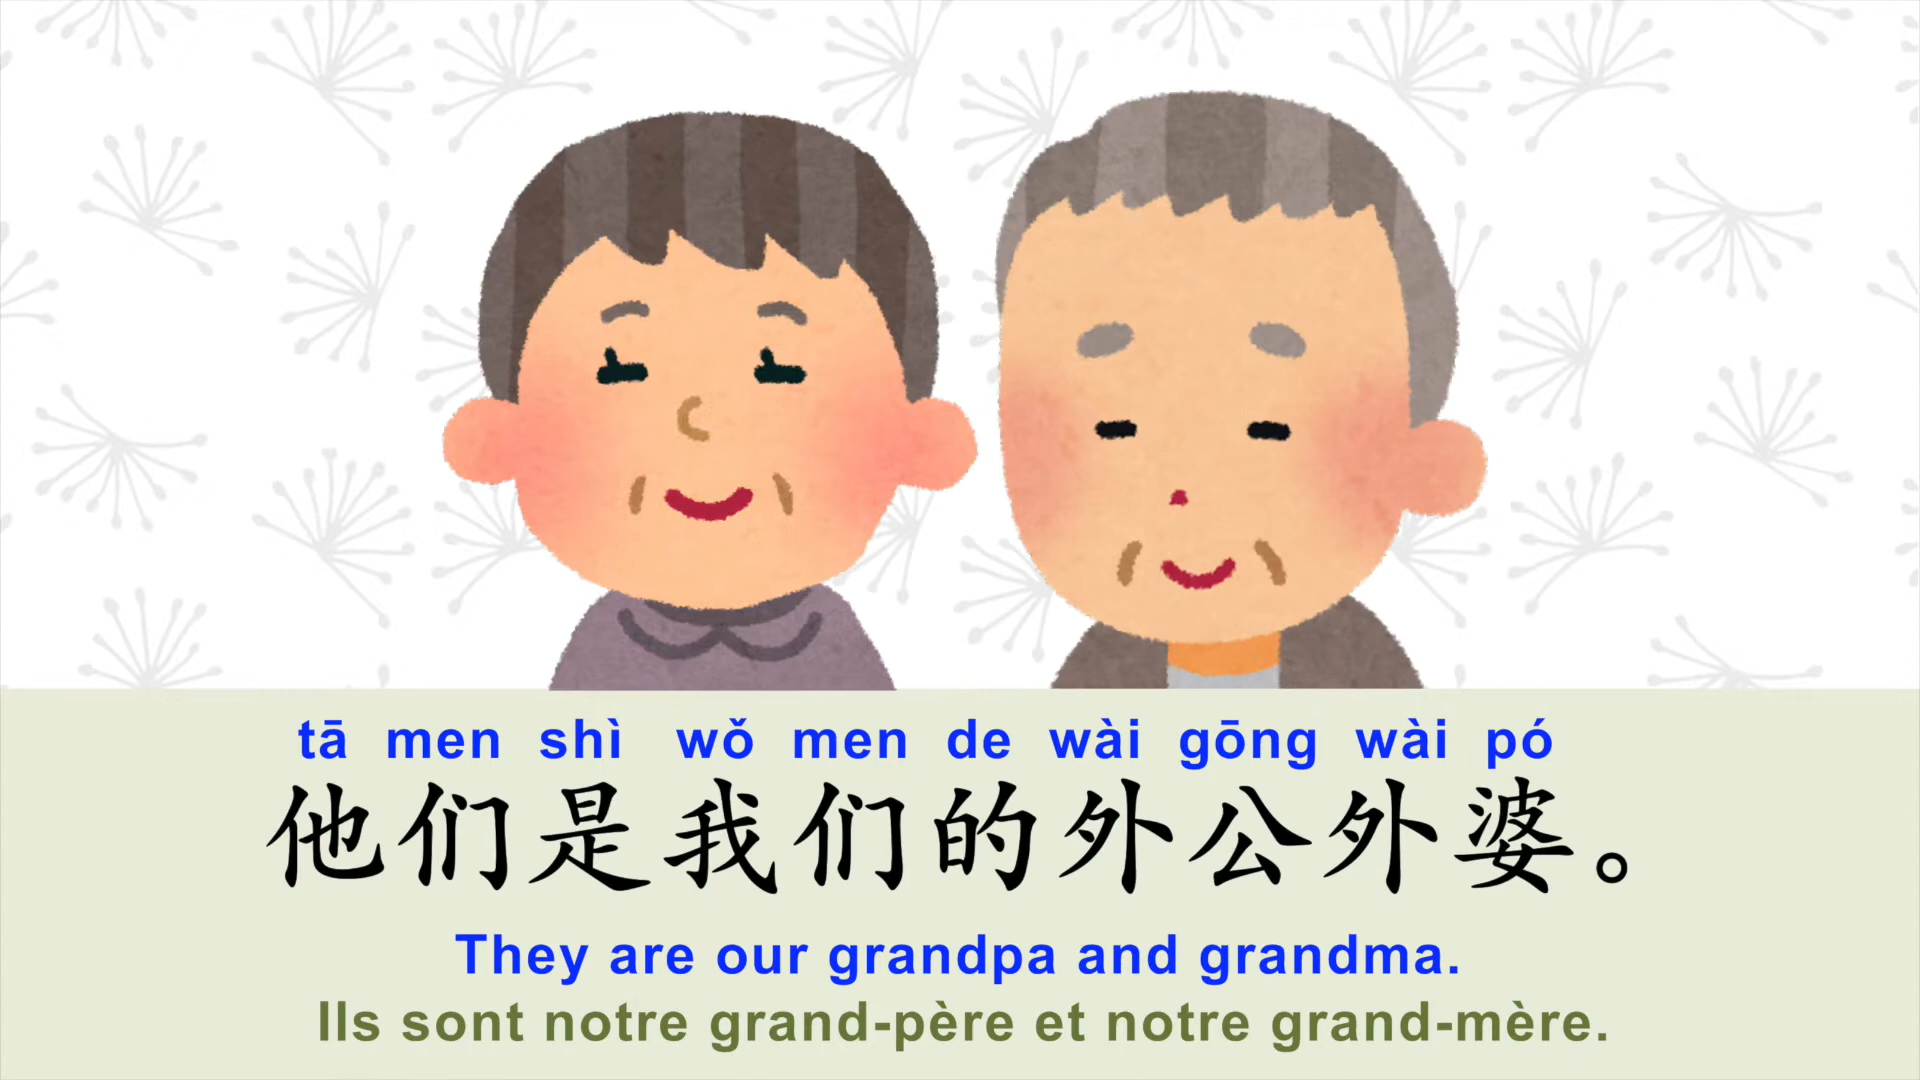 tā men shì wǒ men de wài gōng wài pó
他们是我们的外公外婆。
They are our grandpa and grandma.
Ils sont notre grand-père et notre grand-mère.